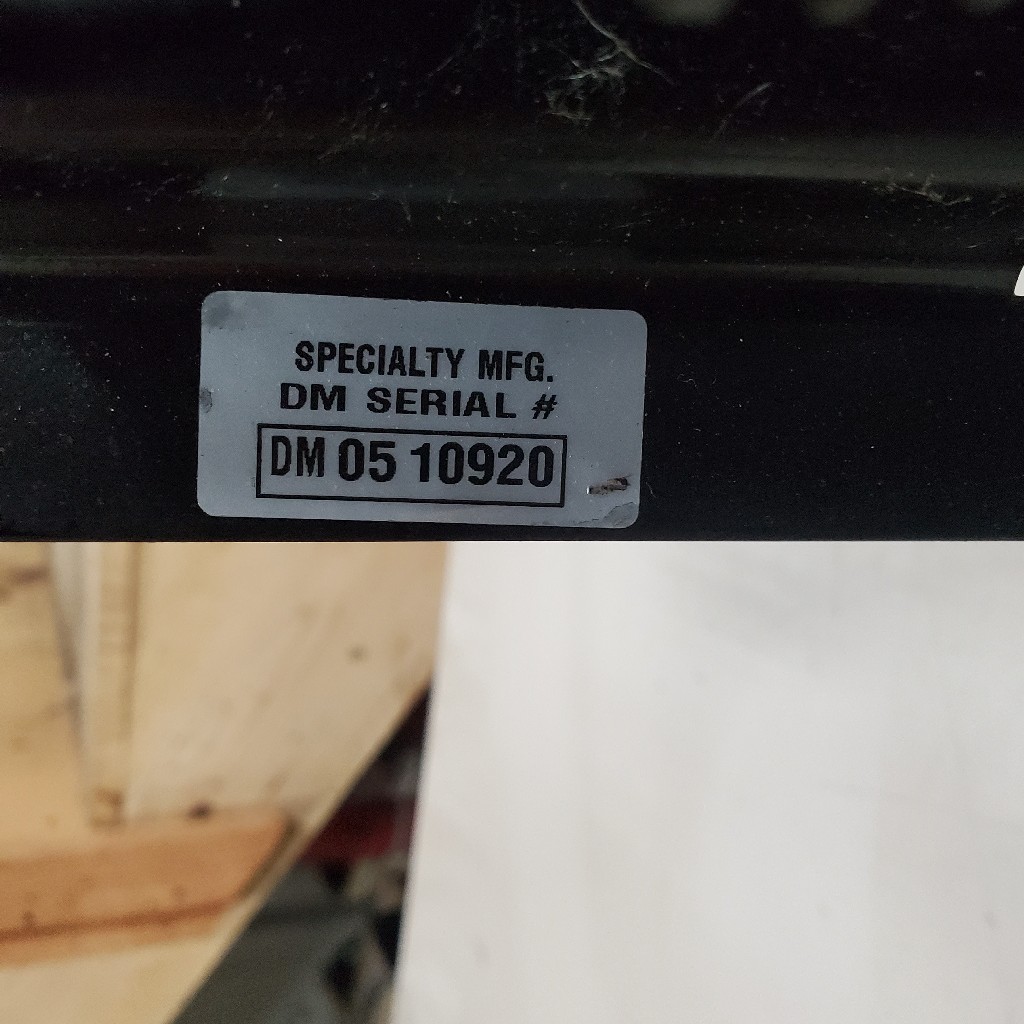 SPECIALTY MFG.
DM SERIAL #
DM 05 10920